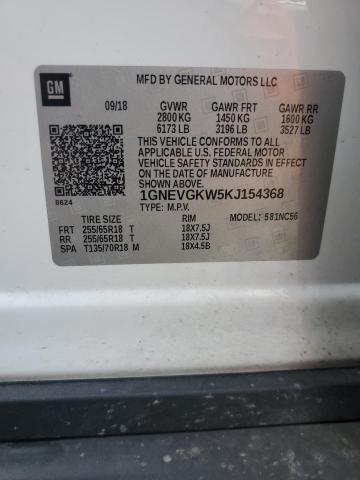 GM
MFD BY GENERAL MOTORS LLC
09/18 GVWR GAWR FRT GAWR RR
2800 KG 1450 KG 1600 KG
6173 LB 3196 LB 3527 LB
THIS VEHICLE CONFORMS TO ALL
APPLICABLE U.S. FEDERAL MOTOR
VEHICLE SAFETY STANDARDS IN
EFFECT ON THE DATE OF
MANUFACTURE SHOWN ABOVE.
8624 1GNEVGKW5KJ154368
TYPE: M.P.V.
TIRE SIZE RIM MODEL: 581NC56
FRT 255/65R18 T 18X7.5J
RR 255/65R18 T 18X7.5J
SPA T135/70R18 M 18X4.5B